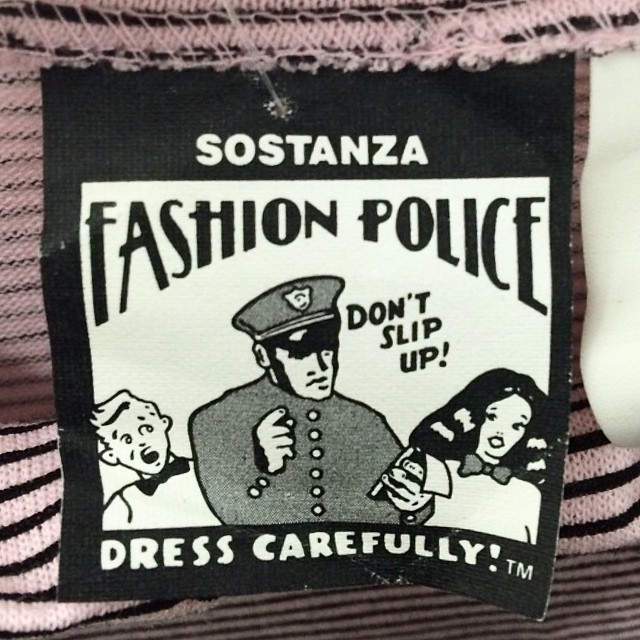 SOSTANZA
FASHION POLICE
DON'T
SLIP
UP!
DRESS CAREFULLY!™